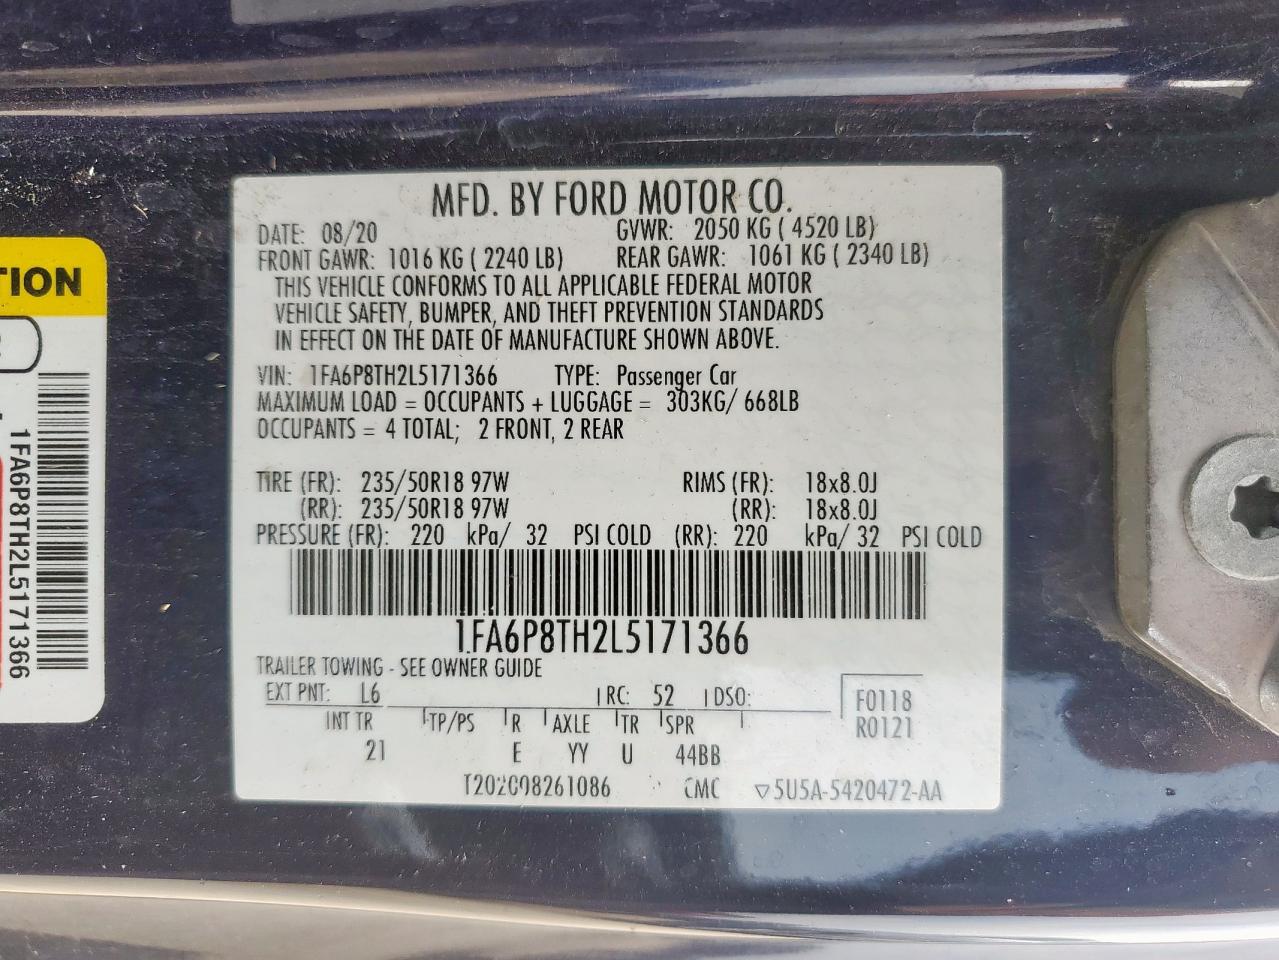 MFD. BY FORD MOTOR CO.
DATE: 08/20 GVWR: 2050 KG ( 4520 LB)
FRONT GAWR: 1016 KG ( 2240 LB) REAR GAWR: 1061 KG ( 2340 LB)
THIS VEHICLE CONFORMS TO ALL APPLICABLE FEDERAL MOTOR
VEHICLE SAFETY, BUMPER, AND THEFT PREVENTION STANDARDS
IN EFFECT ON THE DATE OF MANUFACTURE SHOWN ABOVE.
VIN: 1FA6P8TH2L5171366 TYPE: Passenger Car
MAXIMUM LOAD = OCCUPANTS + LUGGAGE = 303KG/ 668LB
OCCUPANTS = 4 TOTAL; 2 FRONT, 2 REAR
TIRE (FR): 235/50R18 97W RIMS (FR): 18x8.0J
(RR): 235/50R18 97W (RR): 18x8.0J
PRESSURE (FR): 220 kPa/ 32 PSI COLD (RR): 220 kPa/ 32 PSI COLD
1FA6P8TH2L5171366
TRAILER TOWING - SEE OWNER GUIDE
EXT PNT: L6 RC: 52 DSO: F0118
INT TR TP/PS R AXLE TR SPR R0121
21 E YY U 44BB
T202008261086 CMC ▽5U5A-5420472-AA
TION
1FA6P8TH2L5171366